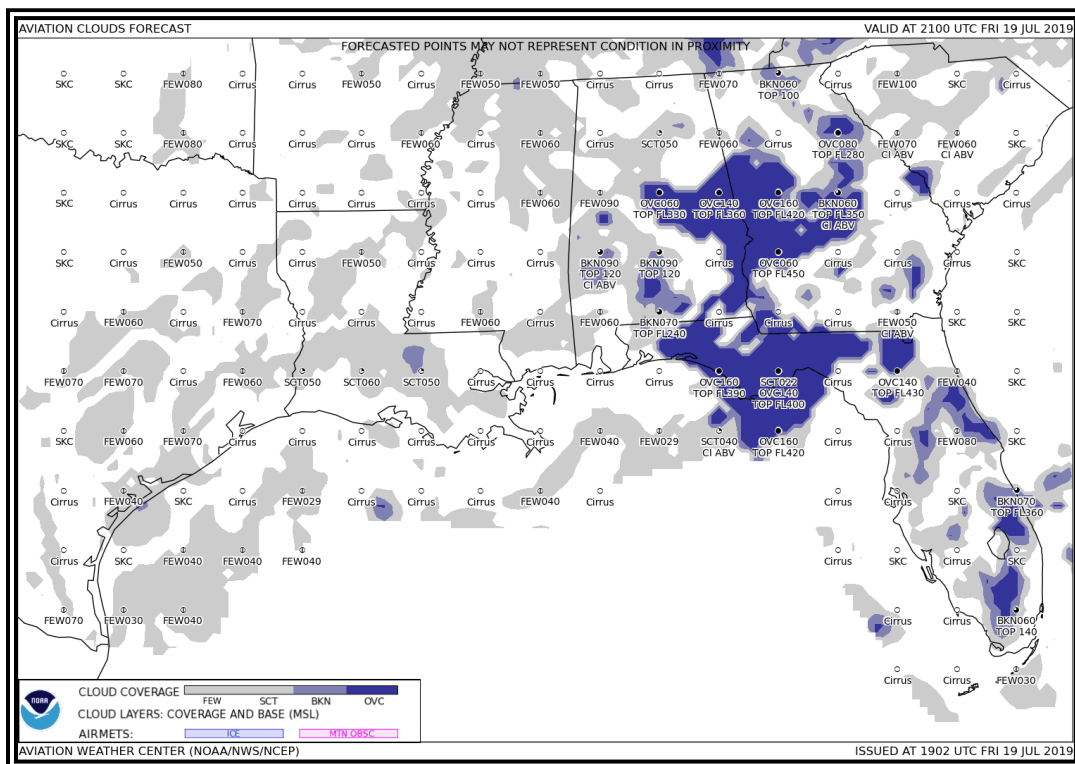 AVIATION CLOUDS FORECAST VALID AT 2100 UTC FRI 19 JUL 2019
FORECASTED POINTS MAY NOT REPRESENT CONDITION IN PROXIMITY
SKC SKC FEW080 Cirrus Cirrus FEW050 Cirrus FEW050 FEW050 Cirrus Cirrus FEW070 BKN060 Cirrus FEW100 SKC Cirrus
TOP 100
SKC SKC FEW080 Cirrus Cirrus Cirrus FEW060 Cirrus FEW060 Cirrus SCT050 FEW060 Cirrus OVC080 FEW070 FEW060 SKC
TOP FL280 CI ABV CI ABV
SKC Cirrus Cirrus Cirrus Cirrus Cirrus Cirrus Cirrus FEW060 FEW090 OVC060 OVC140 OVC160 BKN060 Cirrus Cirrus Cirrus
TOP FL330 TOP FL360 TOP FL420 TOP FL350
CI ABV
SKC Cirrus FEW050 Cirrus Cirrus FEW050 Cirrus Cirrus Cirrus BKN090 BKN090 Cirrus OVC060 Cirrus Cirrus Cirrus SKC
TOP 120 TOP 120 TOP FL450
CI ABV
Cirrus FEW060 Cirrus FEW070 Cirrus Cirrus Cirrus FEW060 Cirrus FEW060 BKN070 Cirrus Cirrus Cirrus FEW050 SKC SKC
TOP FL240 CI ABV
FEW070 FEW070 Cirrus FEW060 SCT050 SCT060 SCT050 Cirrus Cirrus Cirrus Cirrus OVC160 SCT022 Cirrus OVC140 FEW040 SKC
TOP FL390 OVC140 TOP FL430
TOP FL400
SKC FEW060 FEW070 Cirrus Cirrus Cirrus Cirrus Cirrus Cirrus FEW040 FEW029 SCT040 OVC160 Cirrus Cirrus FEW080 SKC
CI ABV TOP FL420
Cirrus FEW040 SKC Cirrus FEW029 Cirrus Cirrus Cirrus FEW040 Cirrus Cirrus Cirrus SKC BKN070
TOP FL360
Cirrus SKC FEW040 FEW040 FEW040 Cirrus SKC Cirrus SKC
FEW070 FEW030 FEW040 Cirrus Cirrus BKN060
TOP 140
Cirrus Cirrus FEW030
NOAA
CLOUD COVERAGE
FEW SCT BKN OVC
CLOUD LAYERS: COVERAGE AND BASE (MSL)
AIRMETS: ICE MTN OBSC
AVIATION WEATHER CENTER (NOAA/NWS/NCEP) ISSUED AT 1902 UTC FRI 19 JUL 2019